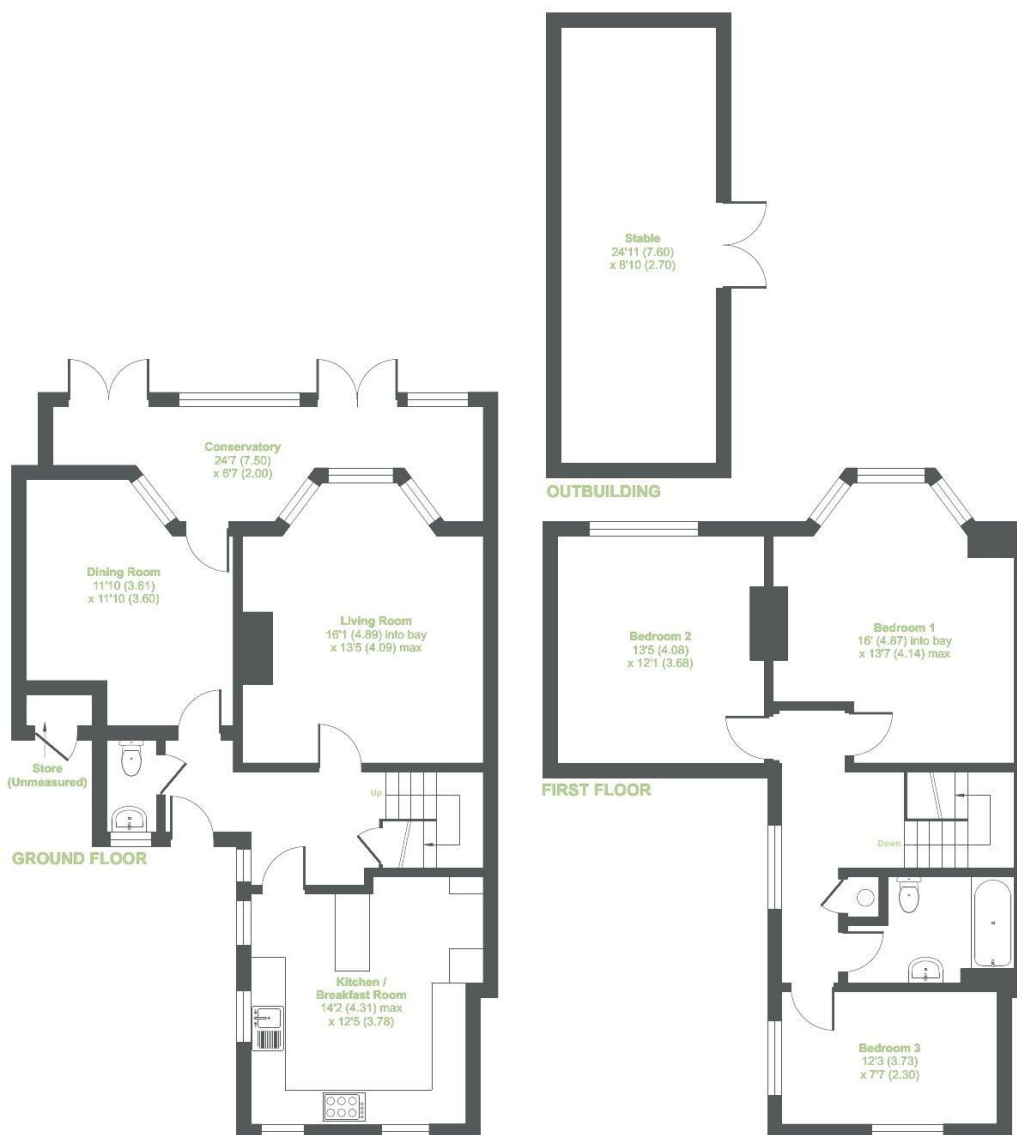 Stable
24'11 (7.60)
x 8'10 (2.70)
OUTBUILDING
Conservatory
24'7 (7.50)
x 6'7 (2.00)
Dining Room
11'10 (3.61)
x 11'10 (3.60)
Living Room
16'1 (4.89) into bay
x 13'5 (4.09) max
Store
(Unmeasured)
Up
GROUND FLOOR
Kitchen /
Breakfast Room
14'2 (4.31) max
x 12'5 (3.78)
Bedroom 2
13'5 (4.08)
x 12'1 (3.68)
Bedroom 1
16' (4.87) into bay
x 13'7 (4.14) max
FIRST FLOOR
Down
Bedroom 3
12'3 (3.73)
x 7'7 (2.30)